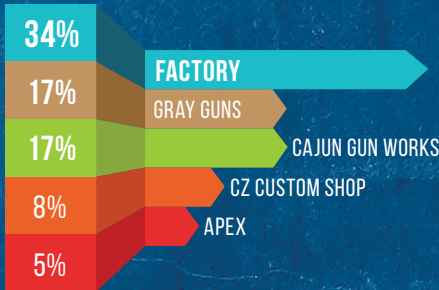 34%
FACTORY
17%
GRAY GUNS
17%
CAJUN GUN WORKS
8%
CZ CUSTOM SHOP
5%
APEX